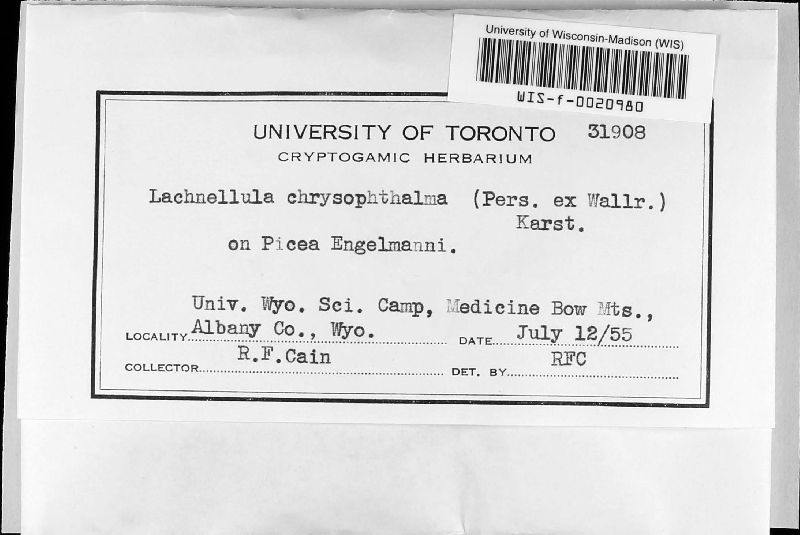 University of Wisconsin-Madison (WIS)
WIS-f-0020980
UNIVERSITY OF TORONTO 31908
CRYPTOGAMIC HERBARIUM
Lachnellula chrysophthalma (Pers. ex Wallr.)
Karst.
on Picea Engelmanni.
Univ. Wyo. Sci. Camp, Medicine Bow Mts.,
LOCALITY Albany Co., Wyo. DATE July 12/55
COLLECTOR R.F.Cain DET. BY RFC